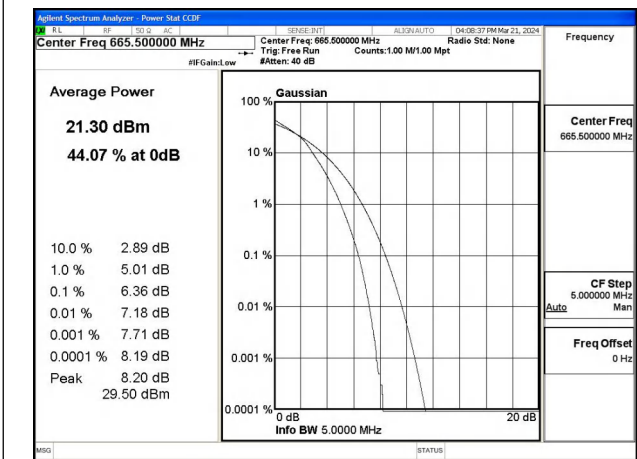 Agilent Spectrum Analyzer - Power Stat CCDF
RL RF 50 Ω AC SENSE:INT ALIGNAUTO 04:08:37 PM Mar 21, 2024
Center Freq 665.500000 MHz
Center Freq: 665.500000 MHz Radio Std: None
Trig: Free Run Counts:1.00 M/1.00 Mpt
#IFGain:Low #Atten: 40 dB
Frequency
Average Power
21.30 dBm
44.07 % at 0dB
10.0 % 2.89 dB
1.0 % 5.01 dB
0.1 % 6.36 dB
0.01 % 7.18 dB
0.001 % 7.71 dB
0.0001 % 8.19 dB
Peak 8.20 dB
29.50 dBm
Gaussian
100 %
10 %
1 %
0.1 %
0.01 %
0.001 %
0.0001 %
0 dB 20 dB
Info BW 5.0000 MHz
Center Freq
665.500000 MHz
CF Step
5.000000 MHz
Auto Man
Freq Offset
0 Hz
MSG STATUS